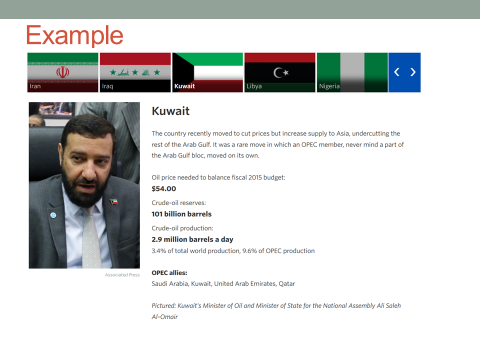 Example
Iran
Iraq
Kuwait
Libya
Nigeria
Kuwait
The country recently moved to cut prices but increase supply to Asia, undercutting the
rest of the Arab Gulf. It was a rare move in which an OPEC member, never mind a part of
the Arab Gulf bloc, moved on its own.
Oil price needed to balance fiscal 2015 budget:
$54.00
Crude-oil reserves:
101 billion barrels
Crude-oil production:
2.9 million barrels a day
3.4% of total world production, 9.6% of OPEC production
Associated Press
OPEC allies:
Saudi Arabia, Kuwait, United Arab Emirates, Qatar
Pictured: Kuwait's Minister of Oil and Minister of State for the National Assembly Ali Saleh
Al-Omair